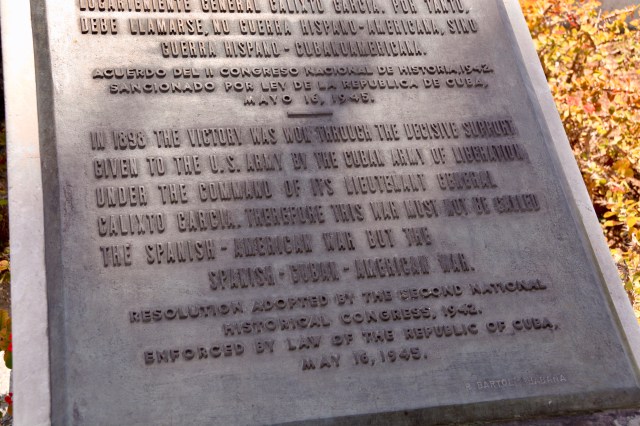 LUGARTENIENTE GENERAL CALIXTO GARCIA. POR TANTO,
DEBE LLAMARSE, NO GUERRA HISPANO-AMERICANA, SINO
GUERRA HISPANO-CUBANOAMERICANA.
ACUERDO DEL II CONGRESO NACIONAL DE HISTORIA, 1942.
SANCIONADO POR LEY DE LA REPUBLICA DE CUBA,
MAYO 16, 1945.
IN 1898 THE VICTORY WAS WON THROUGH THE DECISIVE SUPPORT
GIVEN TO THE U.S. ARMY BY THE CUBAN ARMY OF LIBERATION
UNDER THE COMMAND OF ITS LIEUTENANT GENERAL
CALIXTO GARCIA. THEREFORE THIS WAR MUST NOT BE CALLED
THE SPANISH-AMERICAN WAR BUT THE
SPANISH-CUBAN-AMERICAN WAR.
RESOLUTION ADOPTED BY THE SECOND NATIONAL
HISTORICAL CONGRESS, 1942.
ENFORCED BY LAW OF THE REPUBLIC OF CUBA,
MAY 16, 1945.
HABANA